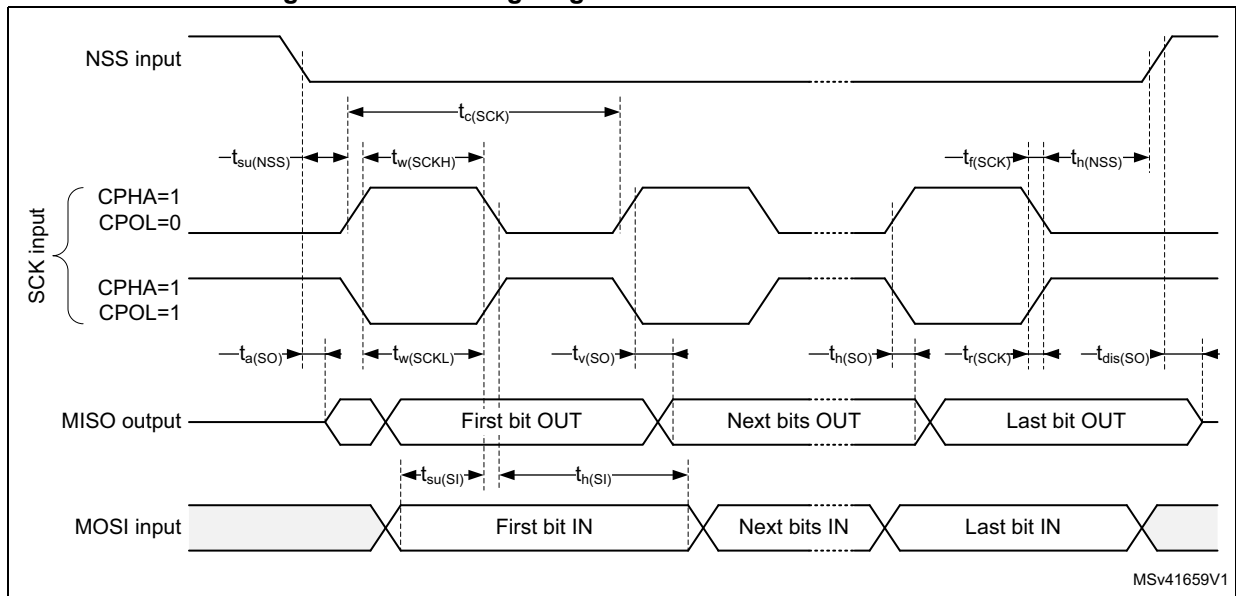 NSS input
tc(SCK)
tsu(NSS) tw(SCKH) tf(SCK) th(NSS)
SCK input
CPHA=1
CPOL=0
CPHA=1
CPOL=1
ta(SO) tw(SCKL) tv(SO) th(SO) tr(SCK) tdis(SO)
MISO output First bit OUT Next bits OUT Last bit OUT
tsu(SI) th(SI)
MOSI input First bit IN Next bits IN Last bit IN
MSv41659V1